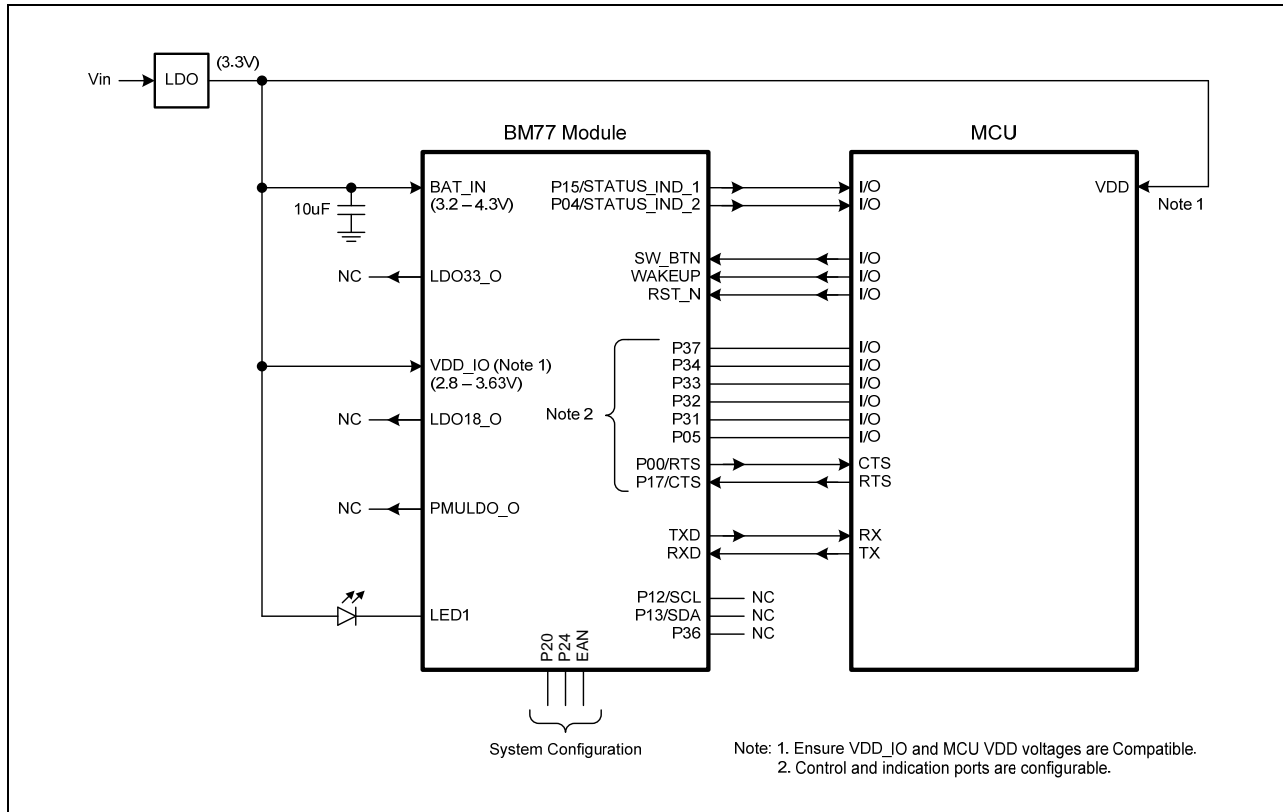 Vin
LDO
(3.3V)
BM77 Module
MCU
BAT_IN
(3.2 – 4.3V)
10uF
NC
LDO33_O
VDD_IO (Note 1)
(2.8 – 3.63V)
NC
LDO18_O
NC
PMULDO_O
LED1
P15/STATUS_IND_1
P04/STATUS_IND_2
SW_BTN
WAKEUP
RST_N
Note 2
P37
P34
P33
P32
P31
P05
P00/RTS
P17/CTS
TXD
RXD
P12/SCL
NC
P13/SDA
NC
P36
NC
P20
P24
EAN
System Configuration
I/O
I/O
I/O
I/O
I/O
I/O
I/O
I/O
I/O
I/O
I/O
CTS
RTS
RX
TX
VDD
Note 1
Note: 1. Ensure VDD_IO and MCU VDD voltages are Compatible.
2. Control and indication ports are configurable.